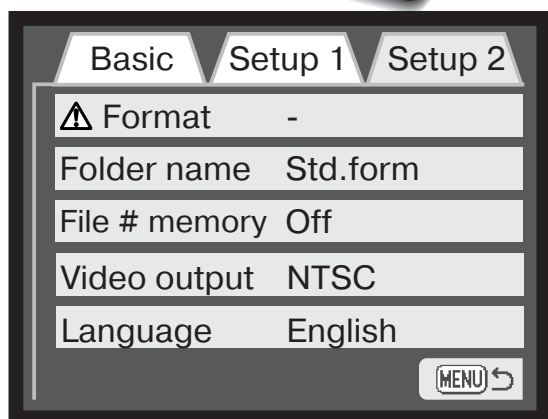 Basic Setup 1 Setup 2
Format -
Folder name Std.form
File # memory Off
Video output NTSC
Language English
MENU